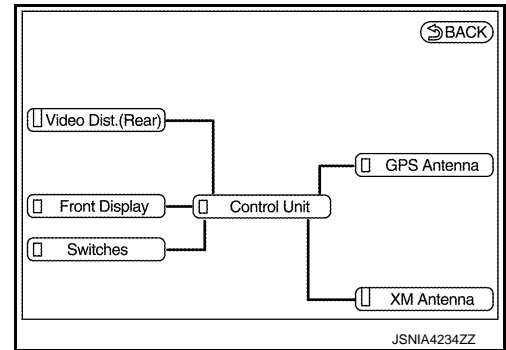 BACK
Video Dist.(Rear)
GPS Antenna
Front Display
Control Unit
Switches
XM Antenna
JSNIA4234ZZ